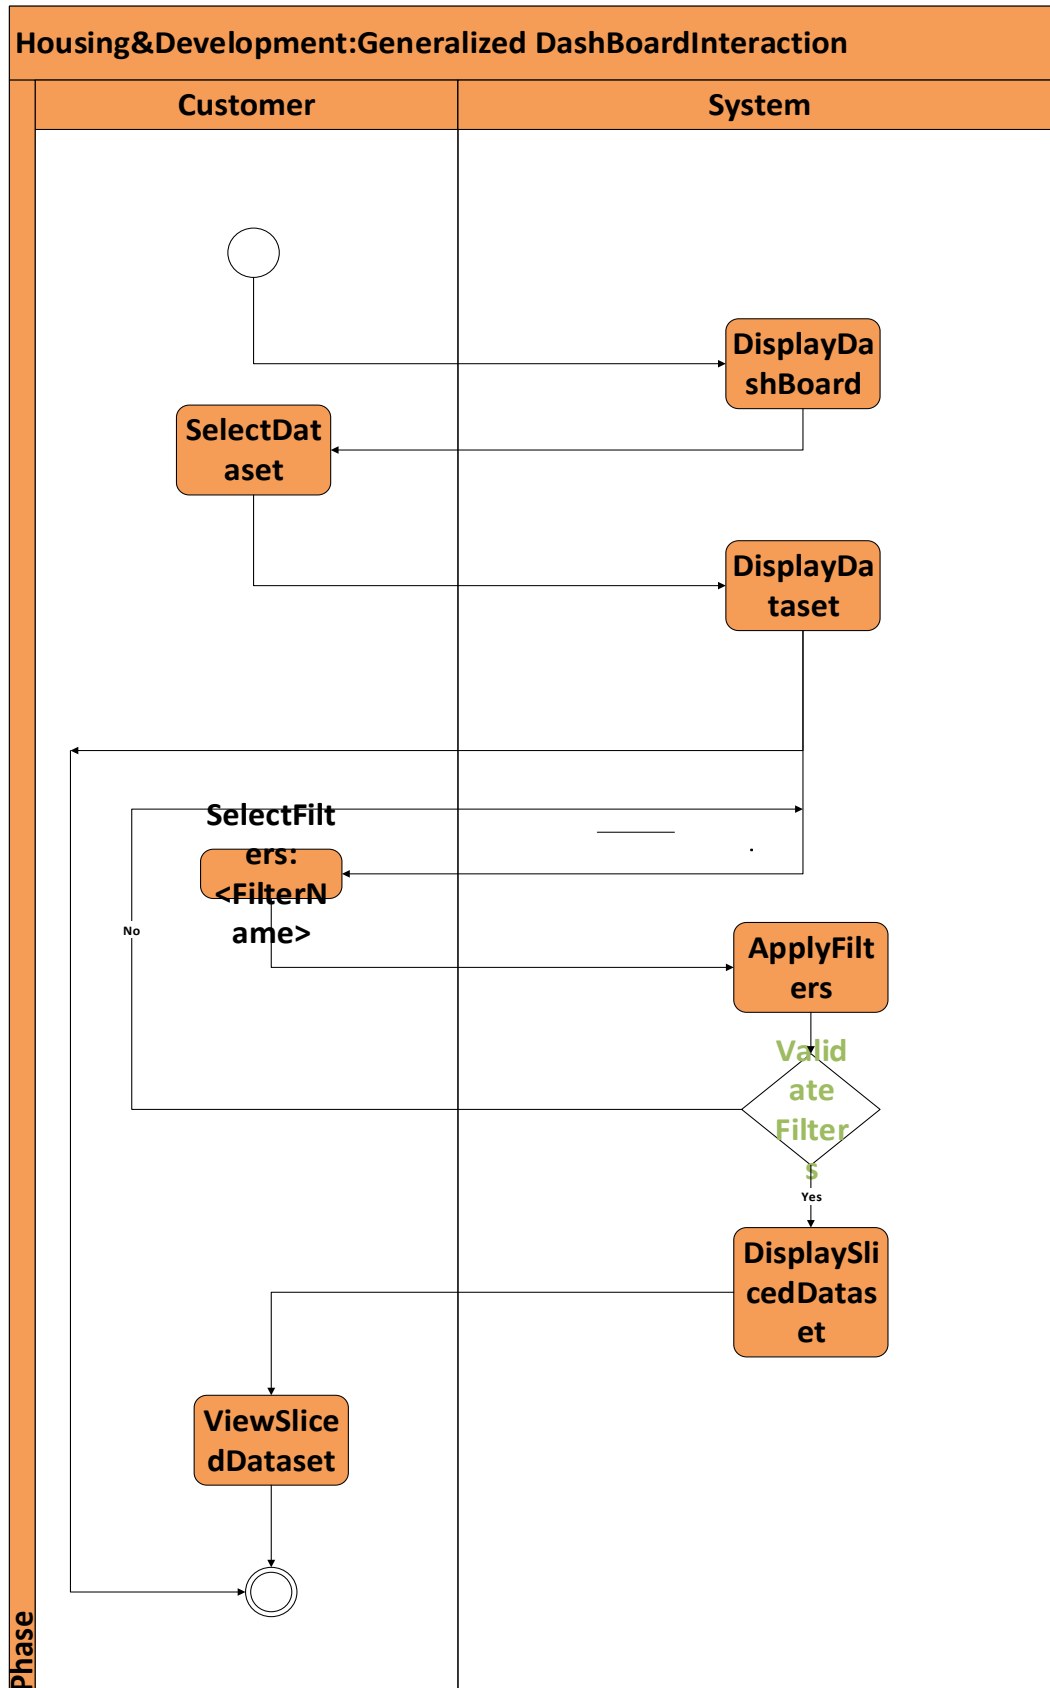 Housing&Development:Generalized DashBoardInteraction
Customer
System
DisplayDa
shBoard
SelectDat
aset
DisplayDa
taset
SelectFilt
ers:
<FilterN
ame>
No
ApplyFilt
ers
Valid
ate
Filter
s
Yes
DisplaySli
cedDatas
et
ViewSlice
dDataset
Phase